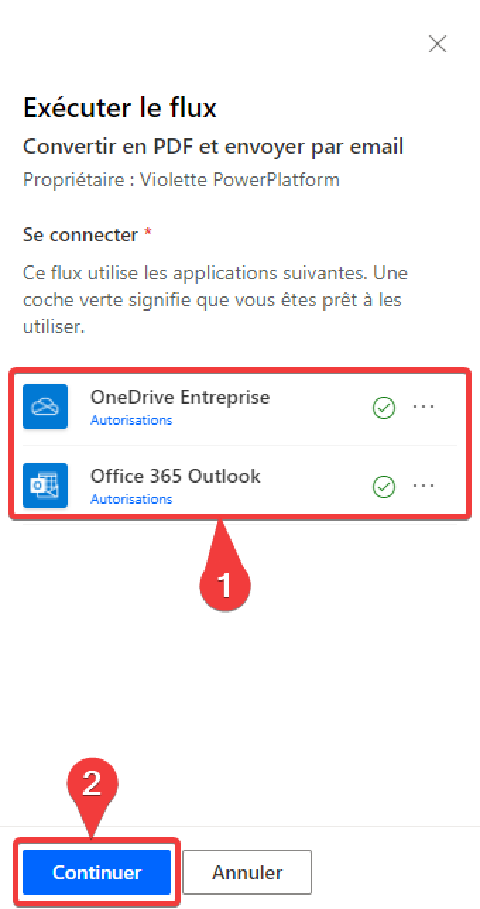 Exécuter le flux
Convertir en PDF et envoyer par email
Propriétaire : Violette PowerPlatform
Se connecter *
Ce flux utilise les applications suivantes. Une
coche verte signifie que vous êtes prêt à les
utiliser.
OneDrive Entreprise
Autorisations
Office 365 Outlook
Autorisations
1
2
Continuer
Annuler